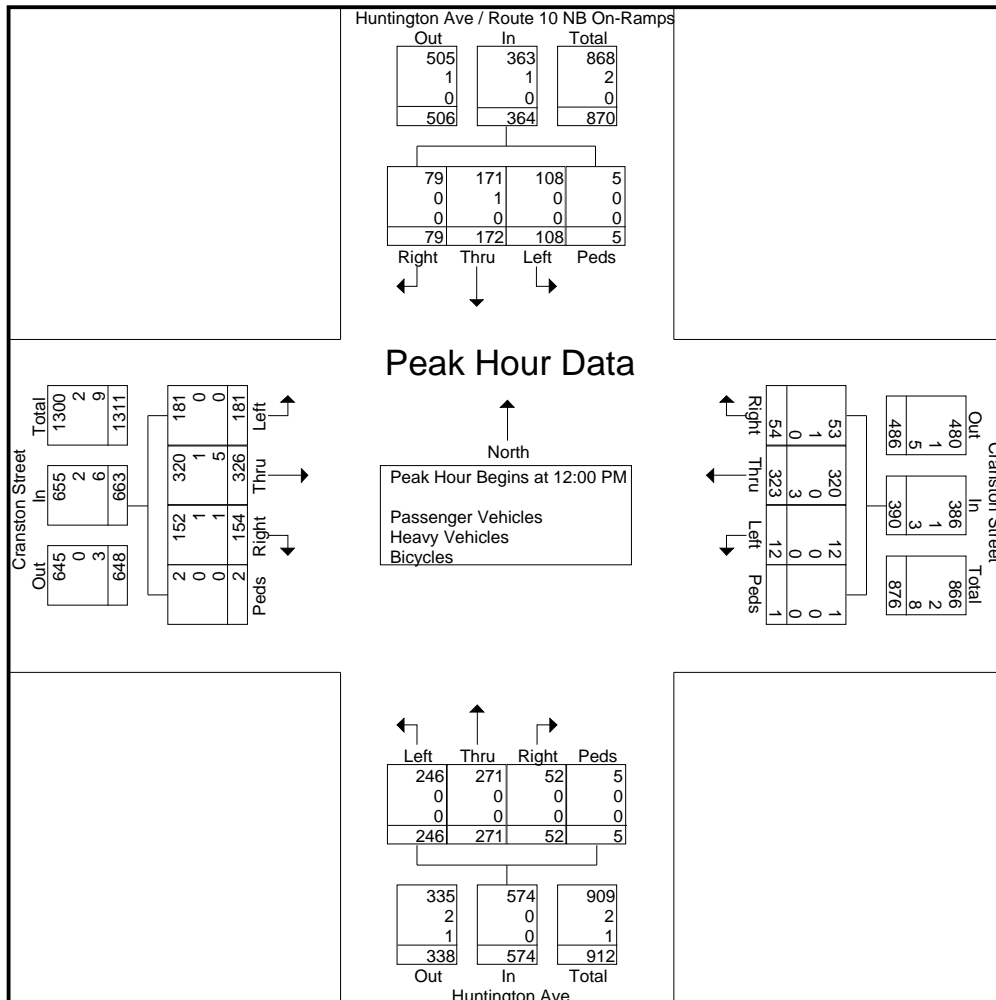 Huntington Ave / Route 10 NB On-Ramps
Out In Total
505 363 868
1 1 2
0 0 0
506 364 870
79 171 108 5
0 1 0 0
0 0 0 0
79 172 108 5
Right Thru Left Peds
Peak Hour Data
Cranston Street
Total
1300 2 9 1311
In
655 2 6 663
Out
645 0 3 648
181 0 0 181
Left
320 1 5 326
Thru
152 1 1 154
Right
2 0 0 2
Peds
North
Peak Hour Begins at 12:00 PM
Passenger Vehicles
Heavy Vehicles
Bicycles
Right
53 1 0 54
Thru
320 0 3 323
Left
12 0 0 12
Peds
1 0 0 1
Out
480 1 5 486
In
386 1 3 390
Total
866 2 8 876
Cranston Street
Left Thru Right Peds
246 271 52 5
0 0 0 0
0 0 0 0
246 271 52 5
335 574 909
2 0 2
1 0 1
338 574 912
Out In Total
Huntington Ave